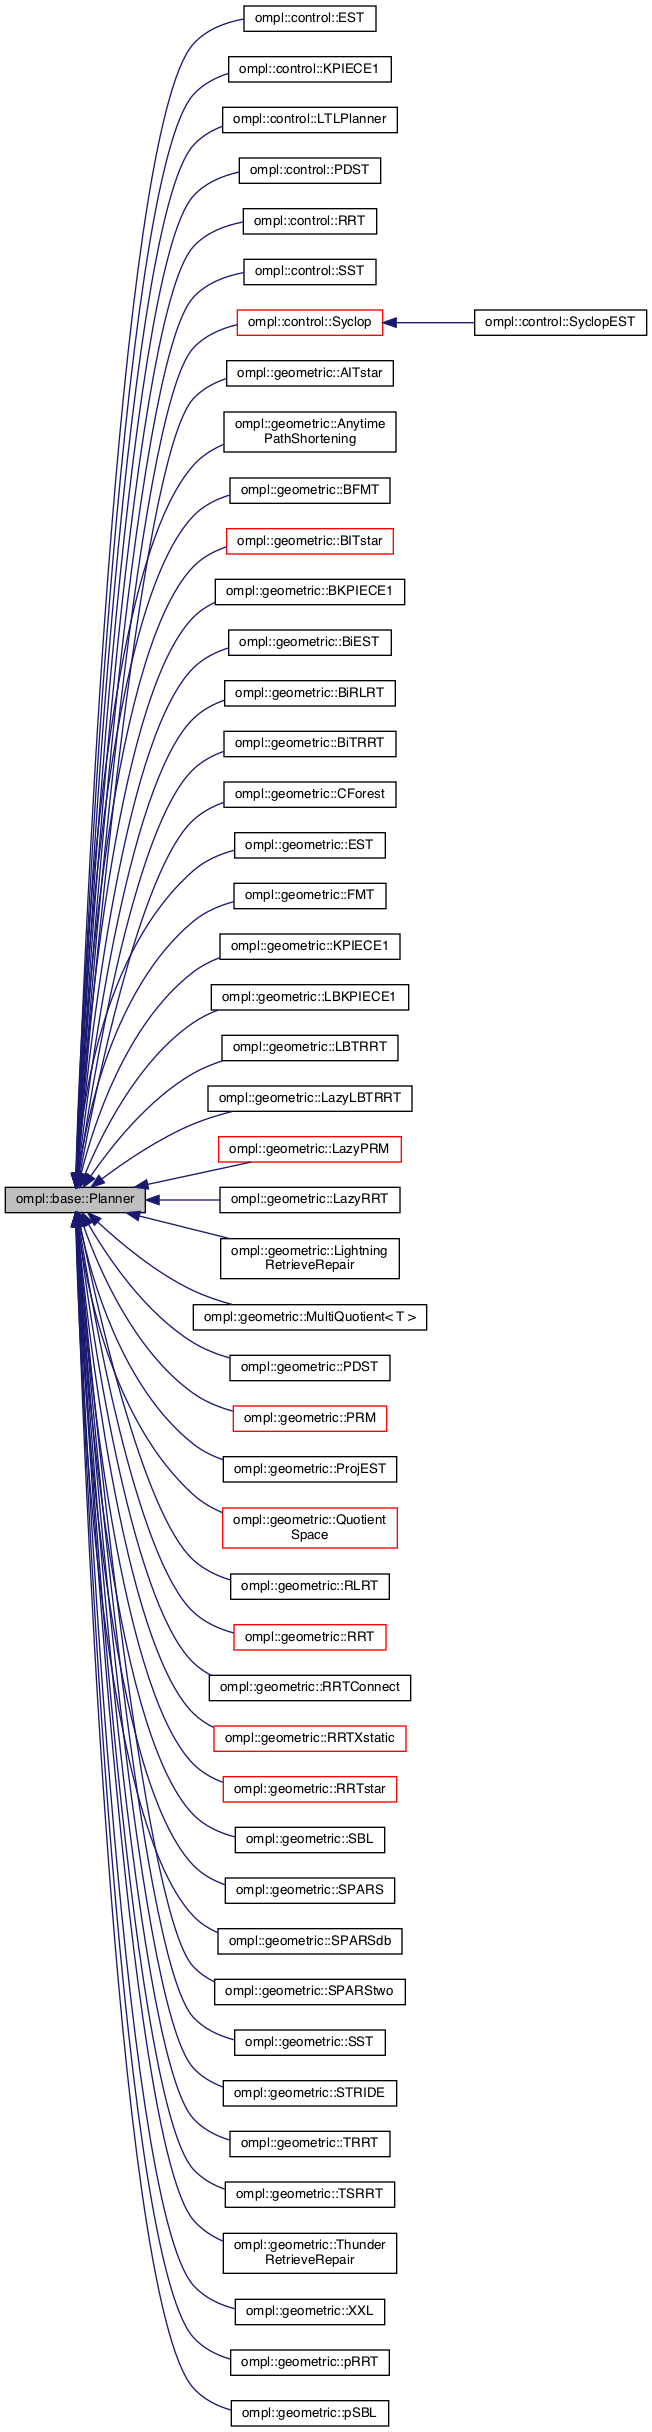 ompl::control::EST
ompl::control::KPIECE1
ompl::control::LTLPlanner
ompl::control::PDST
ompl::control::RRT
ompl::control::SST
ompl::control::Syclop
ompl::control::SyclopEST
ompl::geometric::AITstar
ompl::geometric::Anytime
PathShortening
ompl::geometric::BFMT
ompl::geometric::BITstar
ompl::geometric::BKPIECE1
ompl::geometric::BiEST
ompl::geometric::BiRLRT
ompl::geometric::BiTRRT
ompl::geometric::CForest
ompl::geometric::EST
ompl::geometric::FMT
ompl::geometric::KPIECE1
ompl::geometric::LBKPIECE1
ompl::geometric::LBTRRT
ompl::geometric::LazyLBTRRT
ompl::geometric::LazyPRM
ompl::base::Planner
ompl::geometric::LazyRRT
ompl::geometric::Lightning
RetrieveRepair
ompl::geometric::MultiQuotient< T >
ompl::geometric::PDST
ompl::geometric::PRM
ompl::geometric::ProjEST
ompl::geometric::Quotient
Space
ompl::geometric::RLRT
ompl::geometric::RRT
ompl::geometric::RRTConnect
ompl::geometric::RRTXstatic
ompl::geometric::RRTstar
ompl::geometric::SBL
ompl::geometric::SPARS
ompl::geometric::SPARSdb
ompl::geometric::SPARStwo
ompl::geometric::SST
ompl::geometric::STRIDE
ompl::geometric::TRRT
ompl::geometric::TSRRT
ompl::geometric::Thunder
RetrieveRepair
ompl::geometric::XXL
ompl::geometric::pRRT
ompl::geometric::pSBL